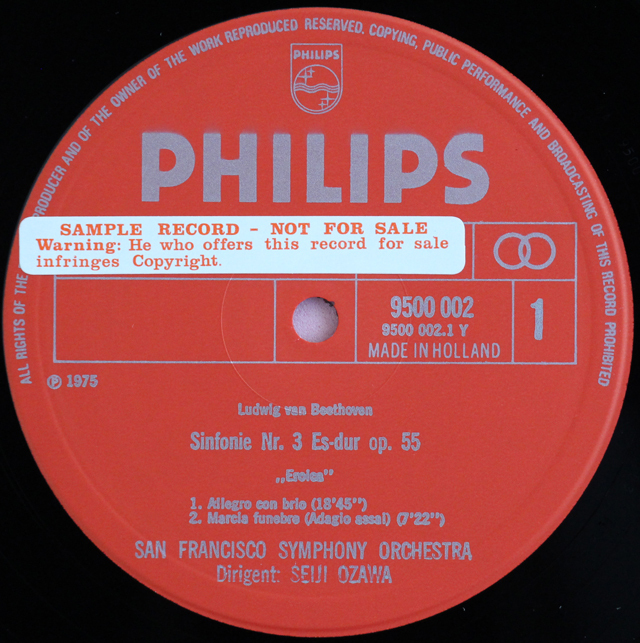 PRODUCER AND OF THE OWNER OF THE WORK REPRODUCED RESERVED. COPYING, PUBLIC PERFORMANCE AND BROADCASTING OF THIS RECORD PROHIBITED
ALL RIGHTS OF THE
PHILIPS
PHILIPS
SAMPLE RECORD - NOT FOR SALE
Warning: He who offers this record for sale
infringes Copyright.
9500 002
9500 002.1 Y
MADE IN HOLLAND
1
℗ 1975
Ludwig van Beethoven
Sinfonie Nr. 3 Es-dur op. 55
„Eroica”
1. Allegro con brio (18'45”)
2. Marcia funebre (Adagio assai) (7'22”)
SAN FRANCISCO SYMPHONY ORCHESTRA
Dirigent: SEIJI OZAWA